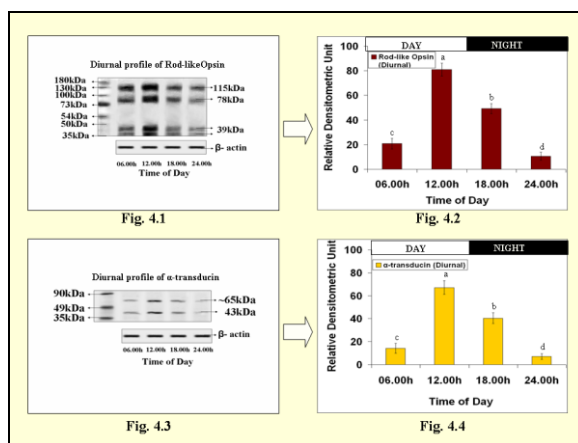 Diurnal profile of Rod-likeOpsin
180kDa
130kDa
100kDa
73kDa
54kDa
50kDa
35kDa
115kDa
78kDa
39kDa
β- actin
06.00h 12.00h 18.00h 24.00h
Time of Day
Fig. 4.1
DAY NIGHT
Rod-like Opsin
(Diurnal)
Relative Densitometric Unit
100
80
60
40
20
0
c a b d
06.00h 12.00h 18.00h 24.00h
Time of Day
Fig. 4.2
Diurnal profile of α-transducin
90kDa
49kDa
35kDa
~65kDa
43kDa
β- actin
06.00h 12.00h 18.00h 24.00h
Time of Day
Fig. 4.3
DAY NIGHT
α-transducin (Diurnal)
Relative Densitometric Unit
100
80
60
40
20
0
c a b d
06.00h 12.00h 18.00h 24.00h
Time of Day
Fig. 4.4